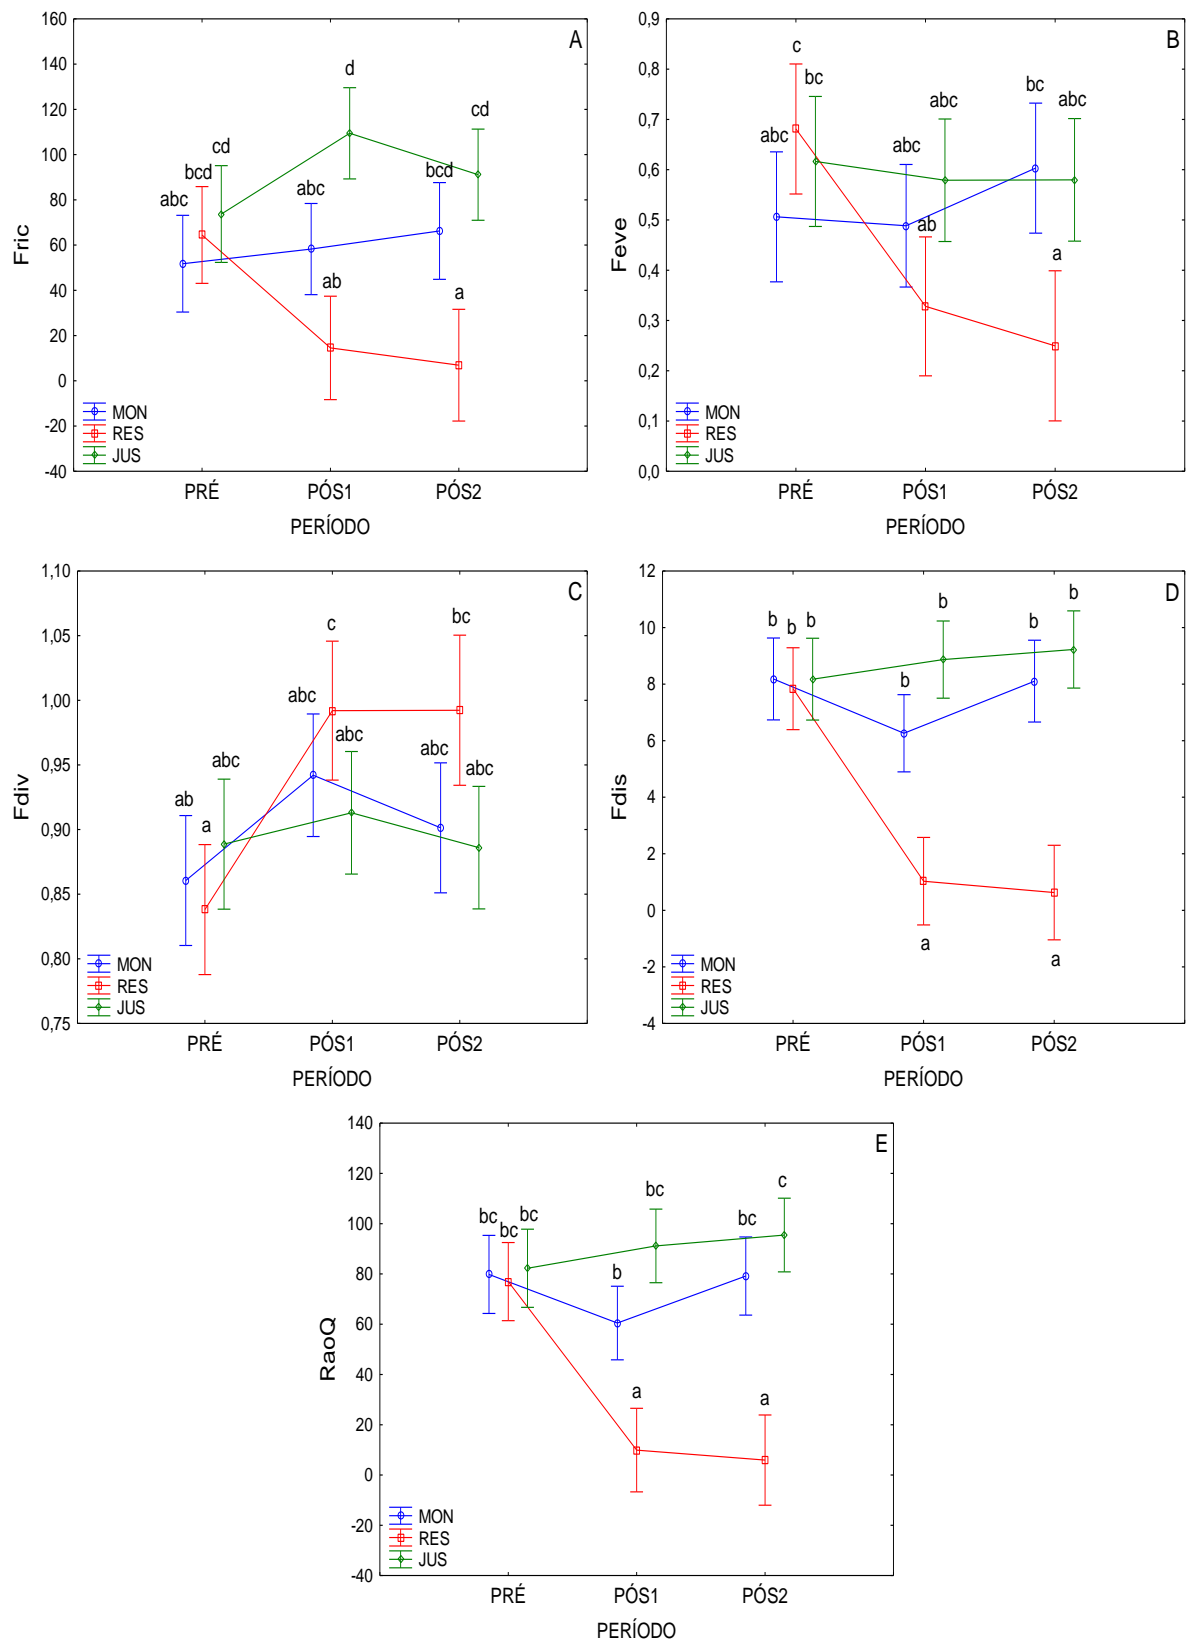 A
Fric
160
140
120
100
80
60
40
20
0
-20
-40
abc
bcd
cd
abc
ab
d
bcd
a
cd
MON
RES
JUS
PRÉ PÓS1 PÓS2
PERÍODO
B
Feve
0,9
0,8
0,7
0,6
0,5
0,4
0,3
0,2
0,1
0,0
abc
c
bc
abc
ab
abc
bc
a
abc
MON
RES
JUS
PRÉ PÓS1 PÓS2
PERÍODO
C
Fdiv
1,10
1,05
1,00
0,95
0,90
0,85
0,80
0,75
ab
a
abc
abc
c
abc
abc
bc
abc
MON
RES
JUS
PRÉ PÓS1 PÓS2
PERÍODO
D
Fdis
12
10
8
6
4
2
0
-2
-4
b
b
b
b
a
b
b
a
b
MON
RES
JUS
PRÉ PÓS1 PÓS2
PERÍODO
E
RaoQ
140
120
100
80
60
40
20
0
-20
-40
bc
bc
bc
b
a
bc
bc
a
c
MON
RES
JUS
PRÉ PÓS1 PÓS2
PERÍODO